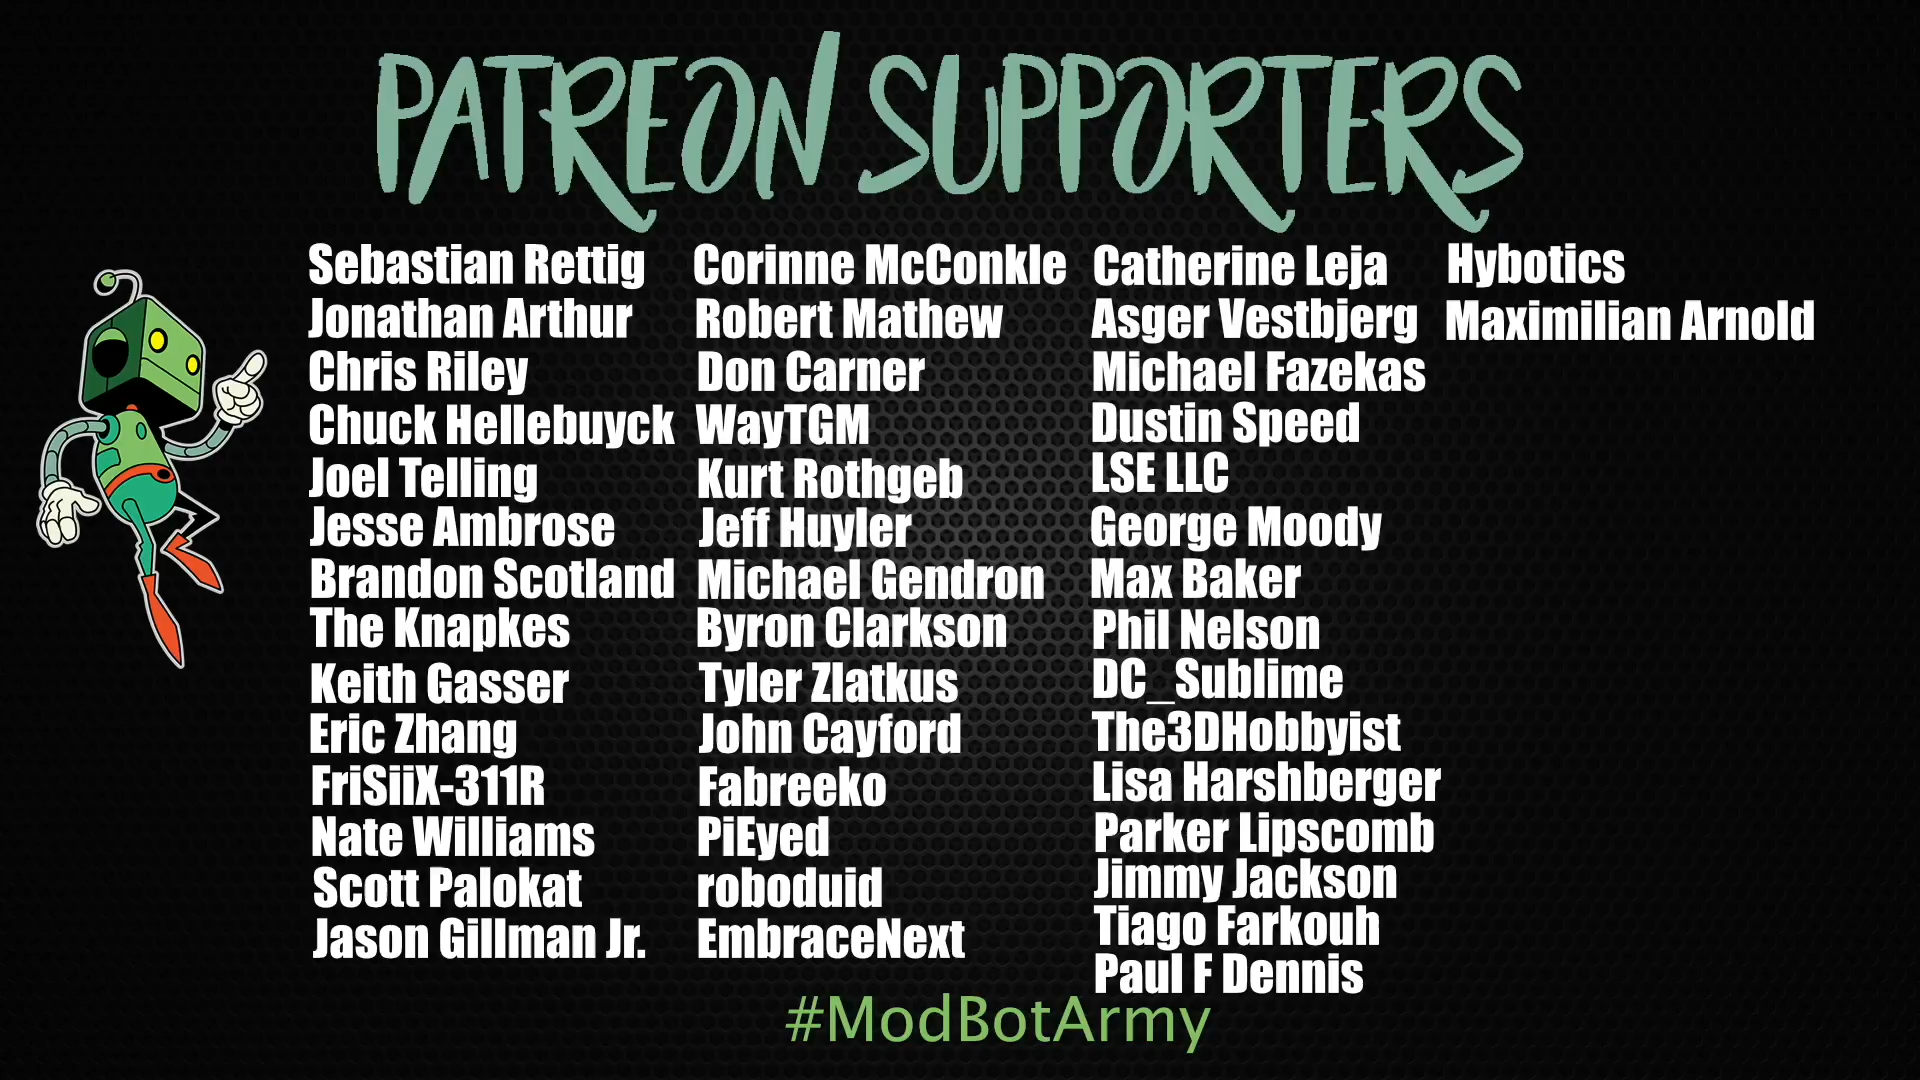 PATREON SUPPORTERS
Sebastian Rettig
Jonathan Arthur
Chris Riley
Chuck Hellebuyck
Joel Telling
Jesse Ambrose
Brandon Scotland
The Knapkes
Keith Gasser
Eric Zhang
FriSiiX-311R
Nate Williams
Scott Palokat
Jason Gillman Jr.
Corinne McConkle
Robert Mathew
Don Carner
WayTGM
Kurt Rothgeb
Jeff Huyler
Michael Gendron
Byron Clarkson
Tyler Zlatkus
John Cayford
Fabreeko
PiEyed
roboduid
EmbraceNext
Catherine Leja
Asger Vestbjerg
Michael Fazekas
Dustin Speed
LSE LLC
George Moody
Max Baker
Phil Nelson
DC_Sublime
The3DHobbyist
Lisa Harshberger
Parker Lipscomb
Jimmy Jackson
Tiago Farkouh
Paul F Dennis
Hybotics
Maximilian Arnold
#ModBotArmy